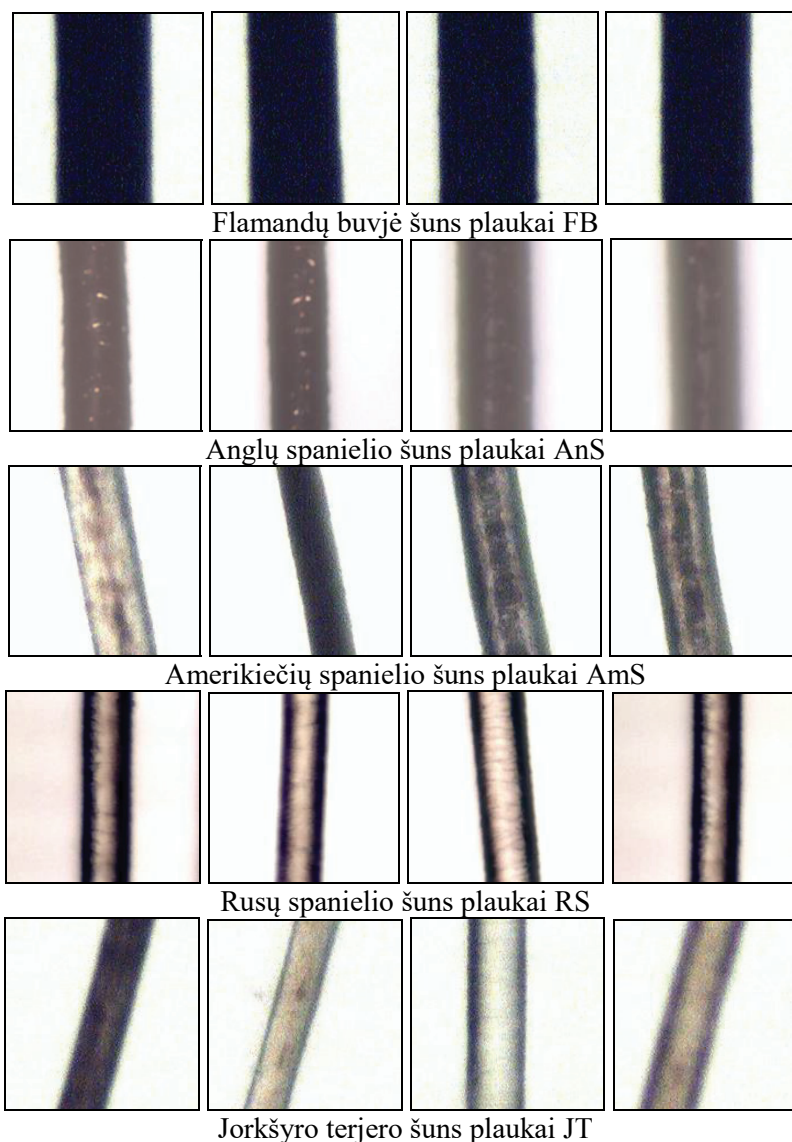 Flamandų buvjė šuns plaukai FB
Anglų spanielio šuns plaukai AnS
Amerikiečių spanielio šuns plaukai AmS
Rusų spanielio šuns plaukai RS
Jorkšyro terjero šuns plaukai JT